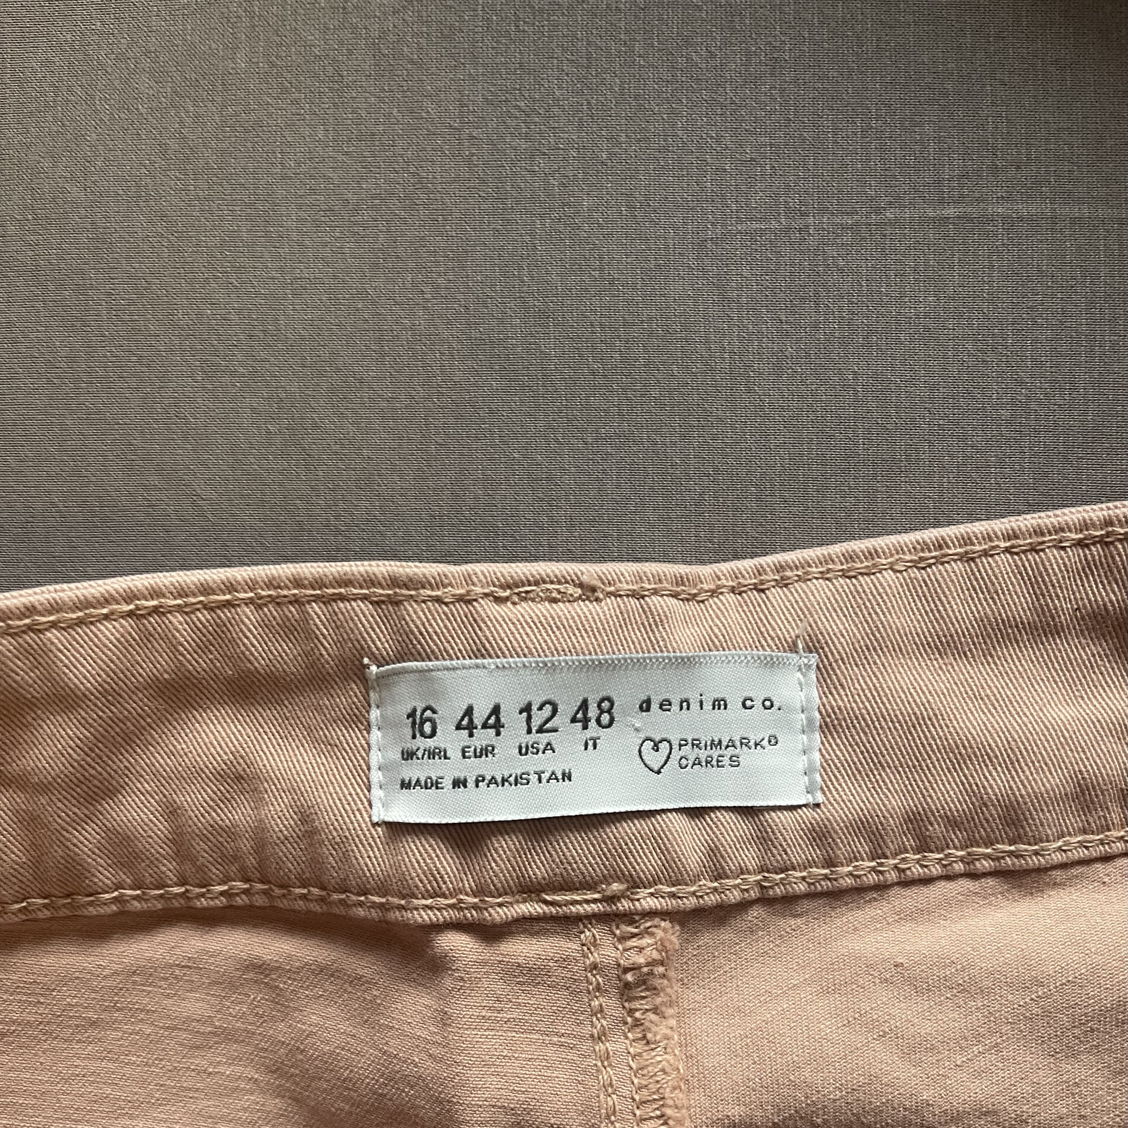 16 44 12 48
UK/IRL EUR USA IT
MADE IN PAKISTAN
denim co.
PRIMARK®
CARES